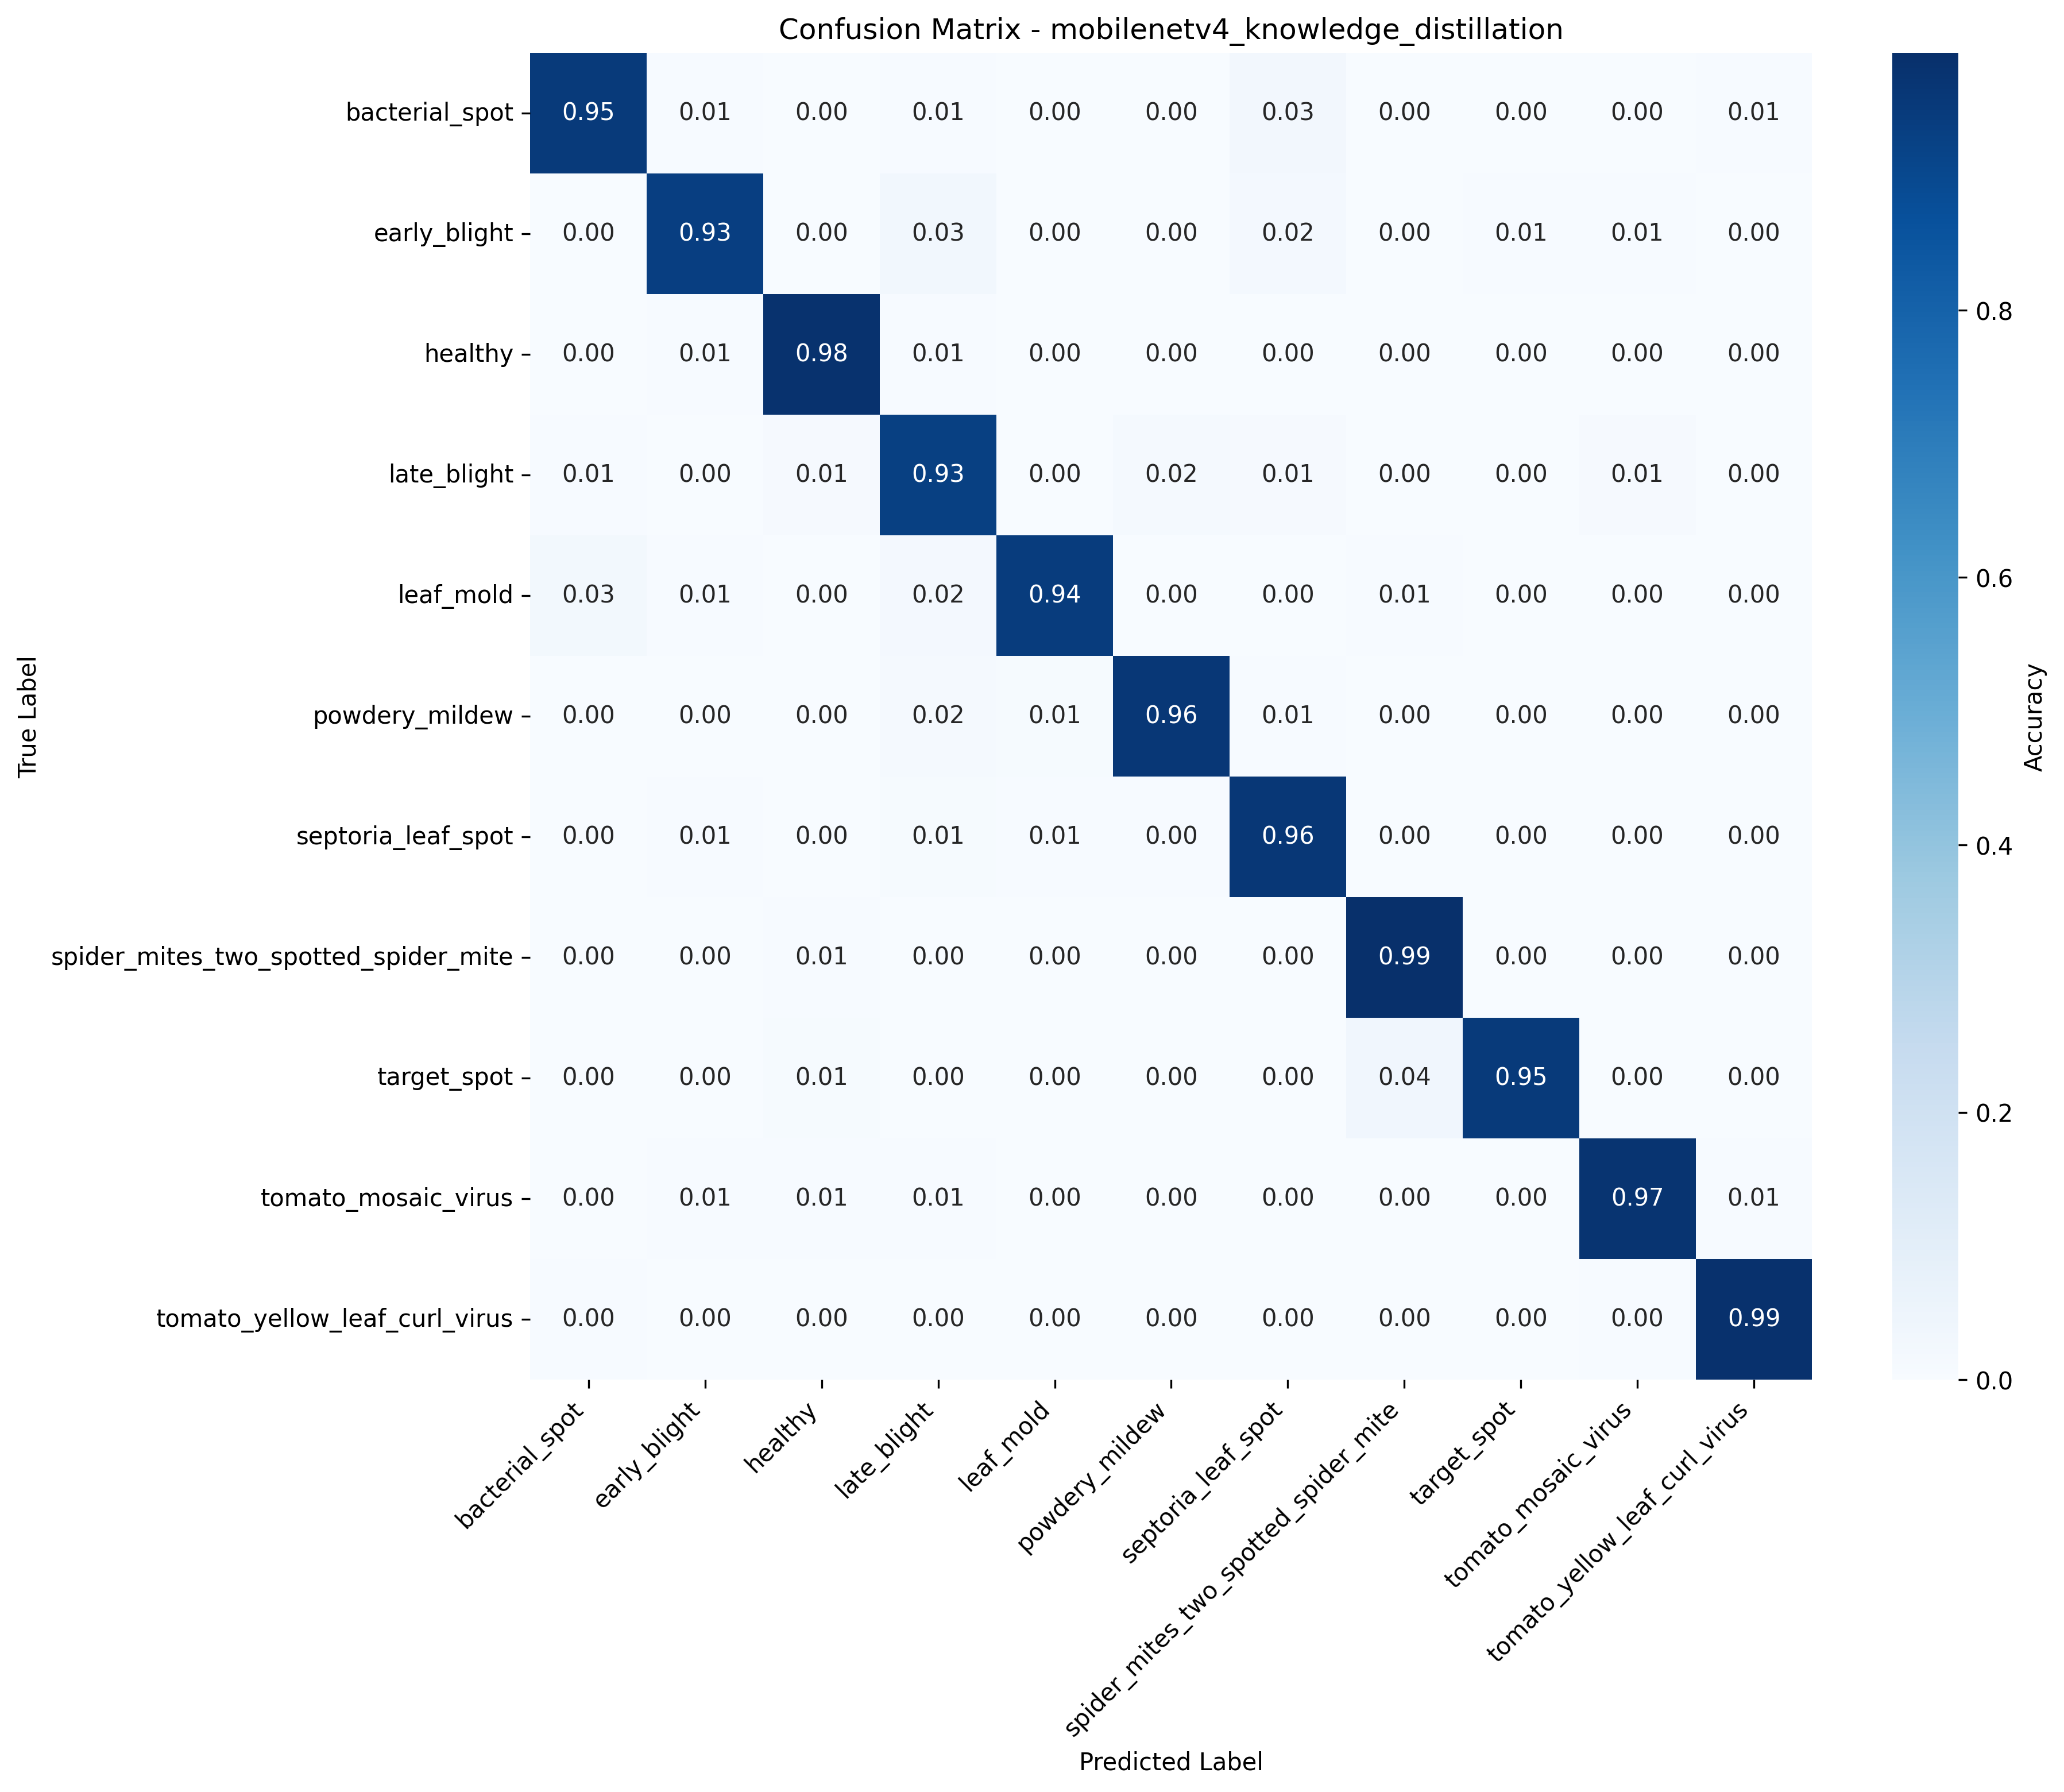 Confusion Matrix - mobilenetv4_knowledge_distillation
True Label
bacterial_spot 0.95 0.01 0.00 0.01 0.00 0.00 0.03 0.00 0.00 0.00 0.01
early_blight 0.00 0.93 0.00 0.03 0.00 0.00 0.02 0.00 0.01 0.01 0.00
healthy 0.00 0.01 0.98 0.01 0.00 0.00 0.00 0.00 0.00 0.00 0.00
late_blight 0.01 0.00 0.01 0.93 0.00 0.02 0.01 0.00 0.00 0.01 0.00
leaf_mold 0.03 0.01 0.00 0.02 0.94 0.00 0.00 0.01 0.00 0.00 0.00
powdery_mildew 0.00 0.00 0.00 0.02 0.01 0.96 0.01 0.00 0.00 0.00 0.00
septoria_leaf_spot 0.00 0.01 0.00 0.01 0.01 0.00 0.96 0.00 0.00 0.00 0.00
spider_mites_two_spotted_spider_mite 0.00 0.00 0.01 0.00 0.00 0.00 0.00 0.99 0.00 0.00 0.00
target_spot 0.00 0.00 0.01 0.00 0.00 0.00 0.00 0.04 0.95 0.00 0.00
tomato_mosaic_virus 0.00 0.01 0.01 0.01 0.00 0.00 0.00 0.00 0.00 0.97 0.01
tomato_yellow_leaf_curl_virus 0.00 0.00 0.00 0.00 0.00 0.00 0.00 0.00 0.00 0.00 0.99
bacterial_spot
early_blight
healthy
late_blight
leaf_mold
powdery_mildew
septoria_leaf_spot
spider_mites_two_spotted_spider_mite
target_spot
tomato_mosaic_virus
tomato_yellow_leaf_curl_virus
Predicted Label
0.8
0.6
0.4
0.2
0.0
Accuracy